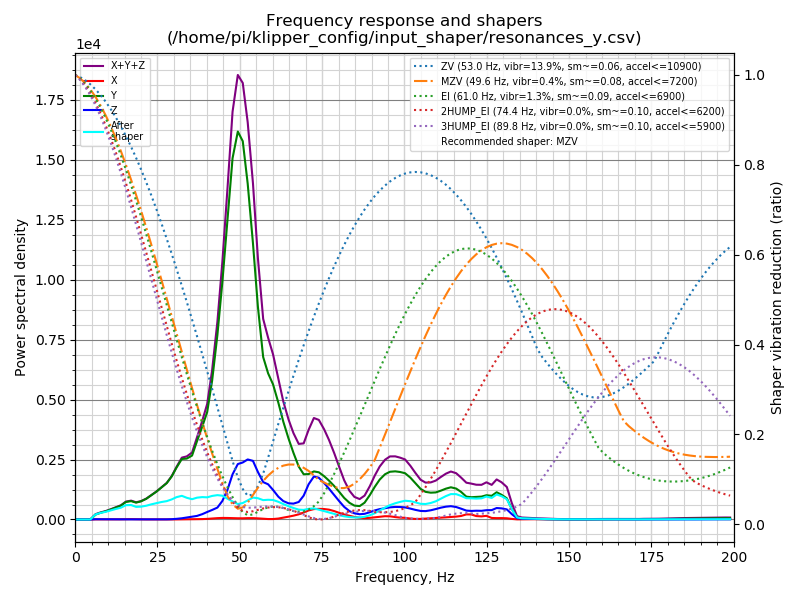 Frequency response and shapers
(/home/pi/klipper_config/input_shaper/resonances_y.csv)
1e4
X+Y+Z
X
Y
Z
After
shaper
ZV (53.0 Hz, vibr=13.9%, sm~=0.06, accel<=10900)
MZV (49.6 Hz, vibr=0.4%, sm~=0.08, accel<=7200)
EI (61.0 Hz, vibr=1.3%, sm~=0.09, accel<=6900)
2HUMP_EI (74.4 Hz, vibr=0.0%, sm~=0.10, accel<=6200)
3HUMP_EI (89.8 Hz, vibr=0.0%, sm~=0.10, accel<=5900)
Recommended shaper: MZV
1.75
1.50
1.25
1.00
0.75
0.50
0.25
0.00
Power spectral density
1.0
0.8
0.6
0.4
0.2
0.0
Shaper vibration reduction (ratio)
0 25 50 75 100 125 150 175 200
Frequency, Hz